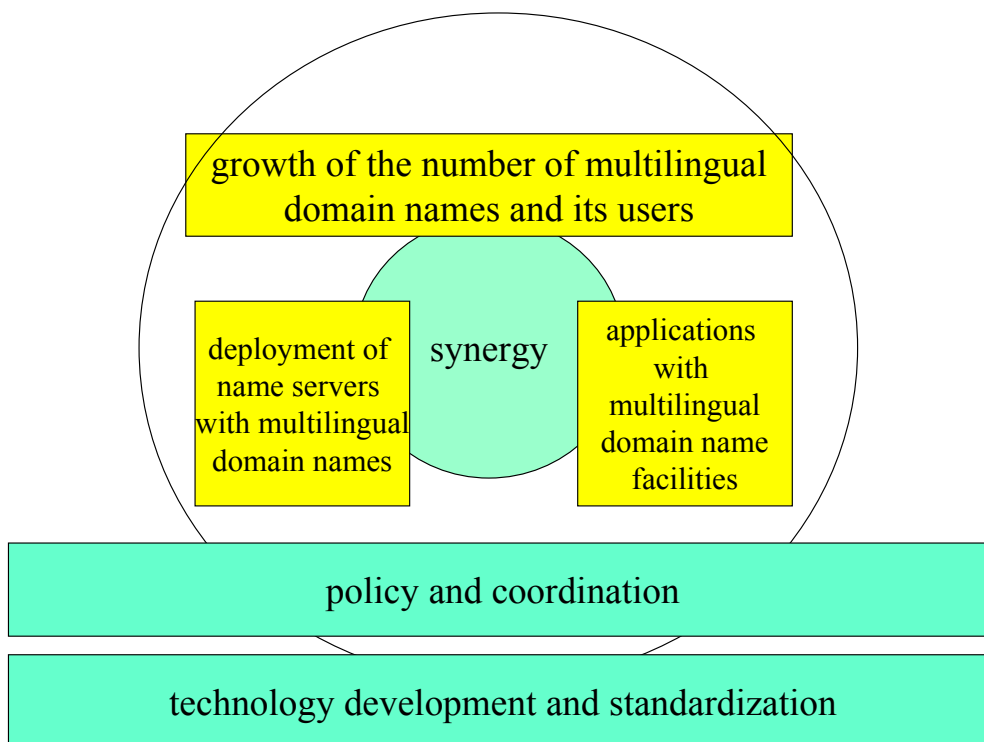 growth of the number of multilingual
domain names and its users
deployment of
name servers
with multilingual
domain names
synergy
applications
with
multilingual
domain name
facilities
policy and coordination
technology development and standardization